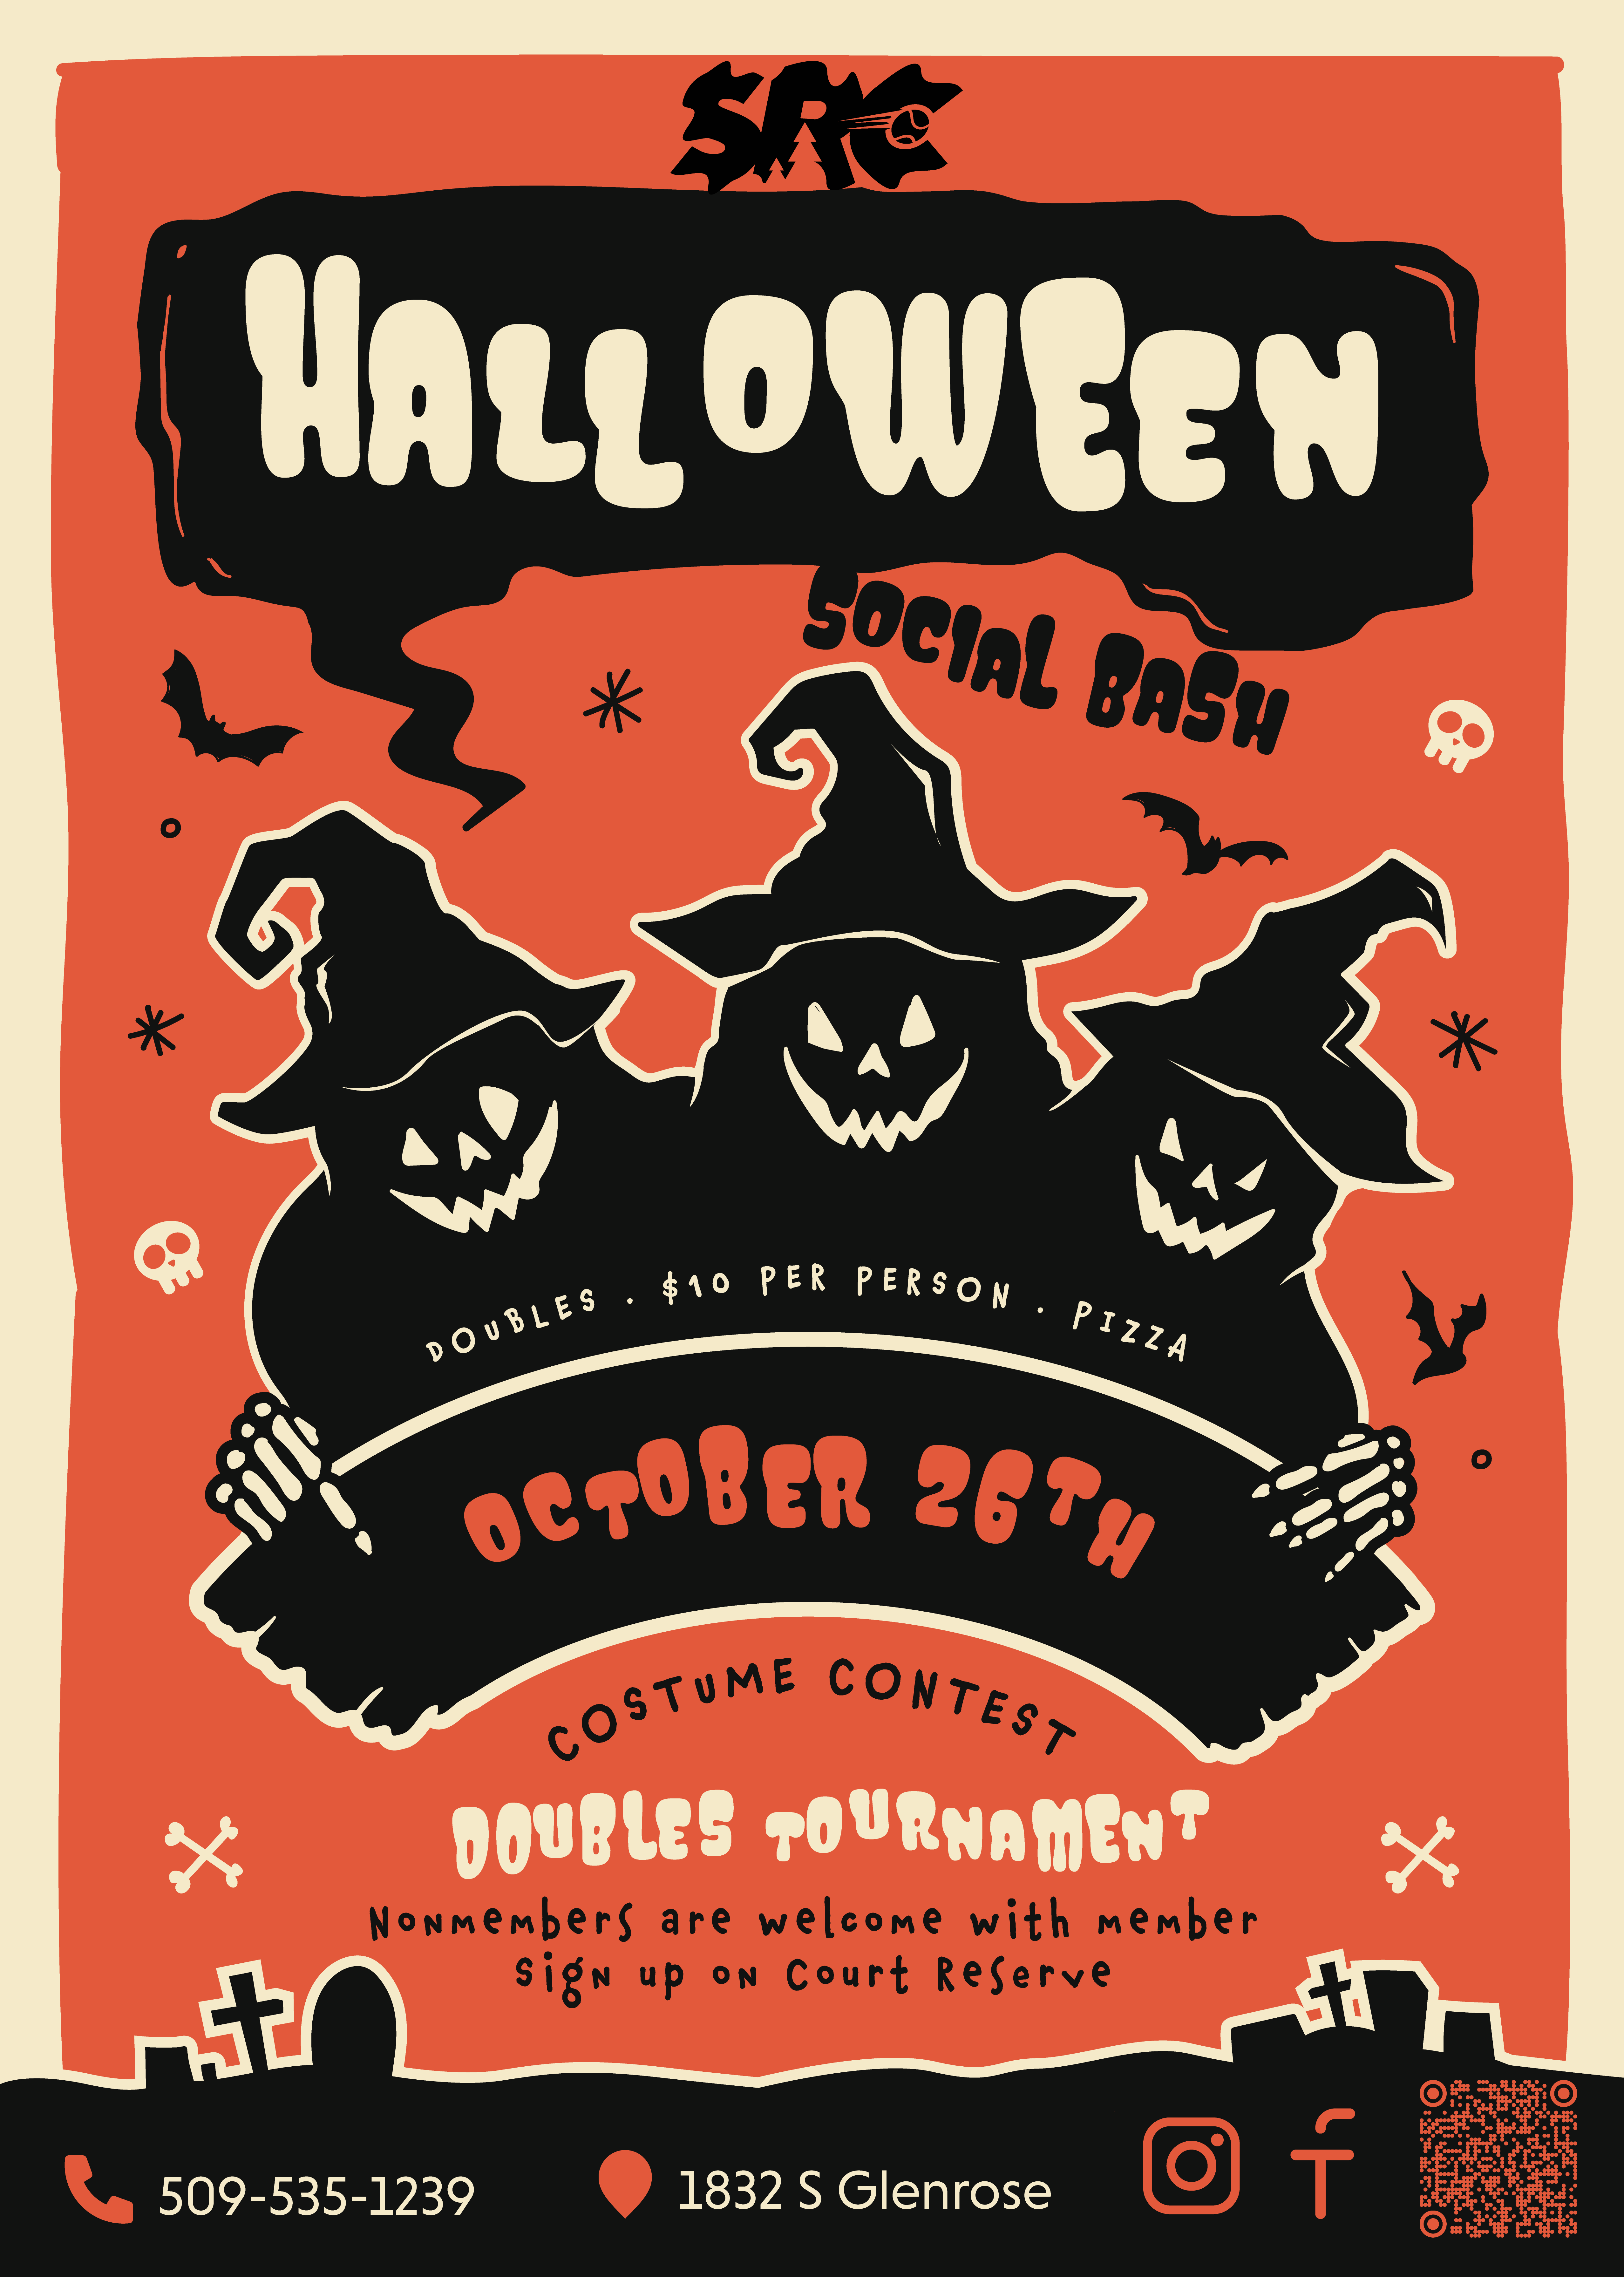 SRC
HALLOWEEN
SOCIAL BASH
DOUBLES . $10 PER PERSON . PIZZA
OCTOBER 26TH
COSTUME CONTEST
DOUBLES TOURNAMENT
Nonmembers are welcome with member
Sign up on Court Reserve
509-535-1239
1832 S Glenrose